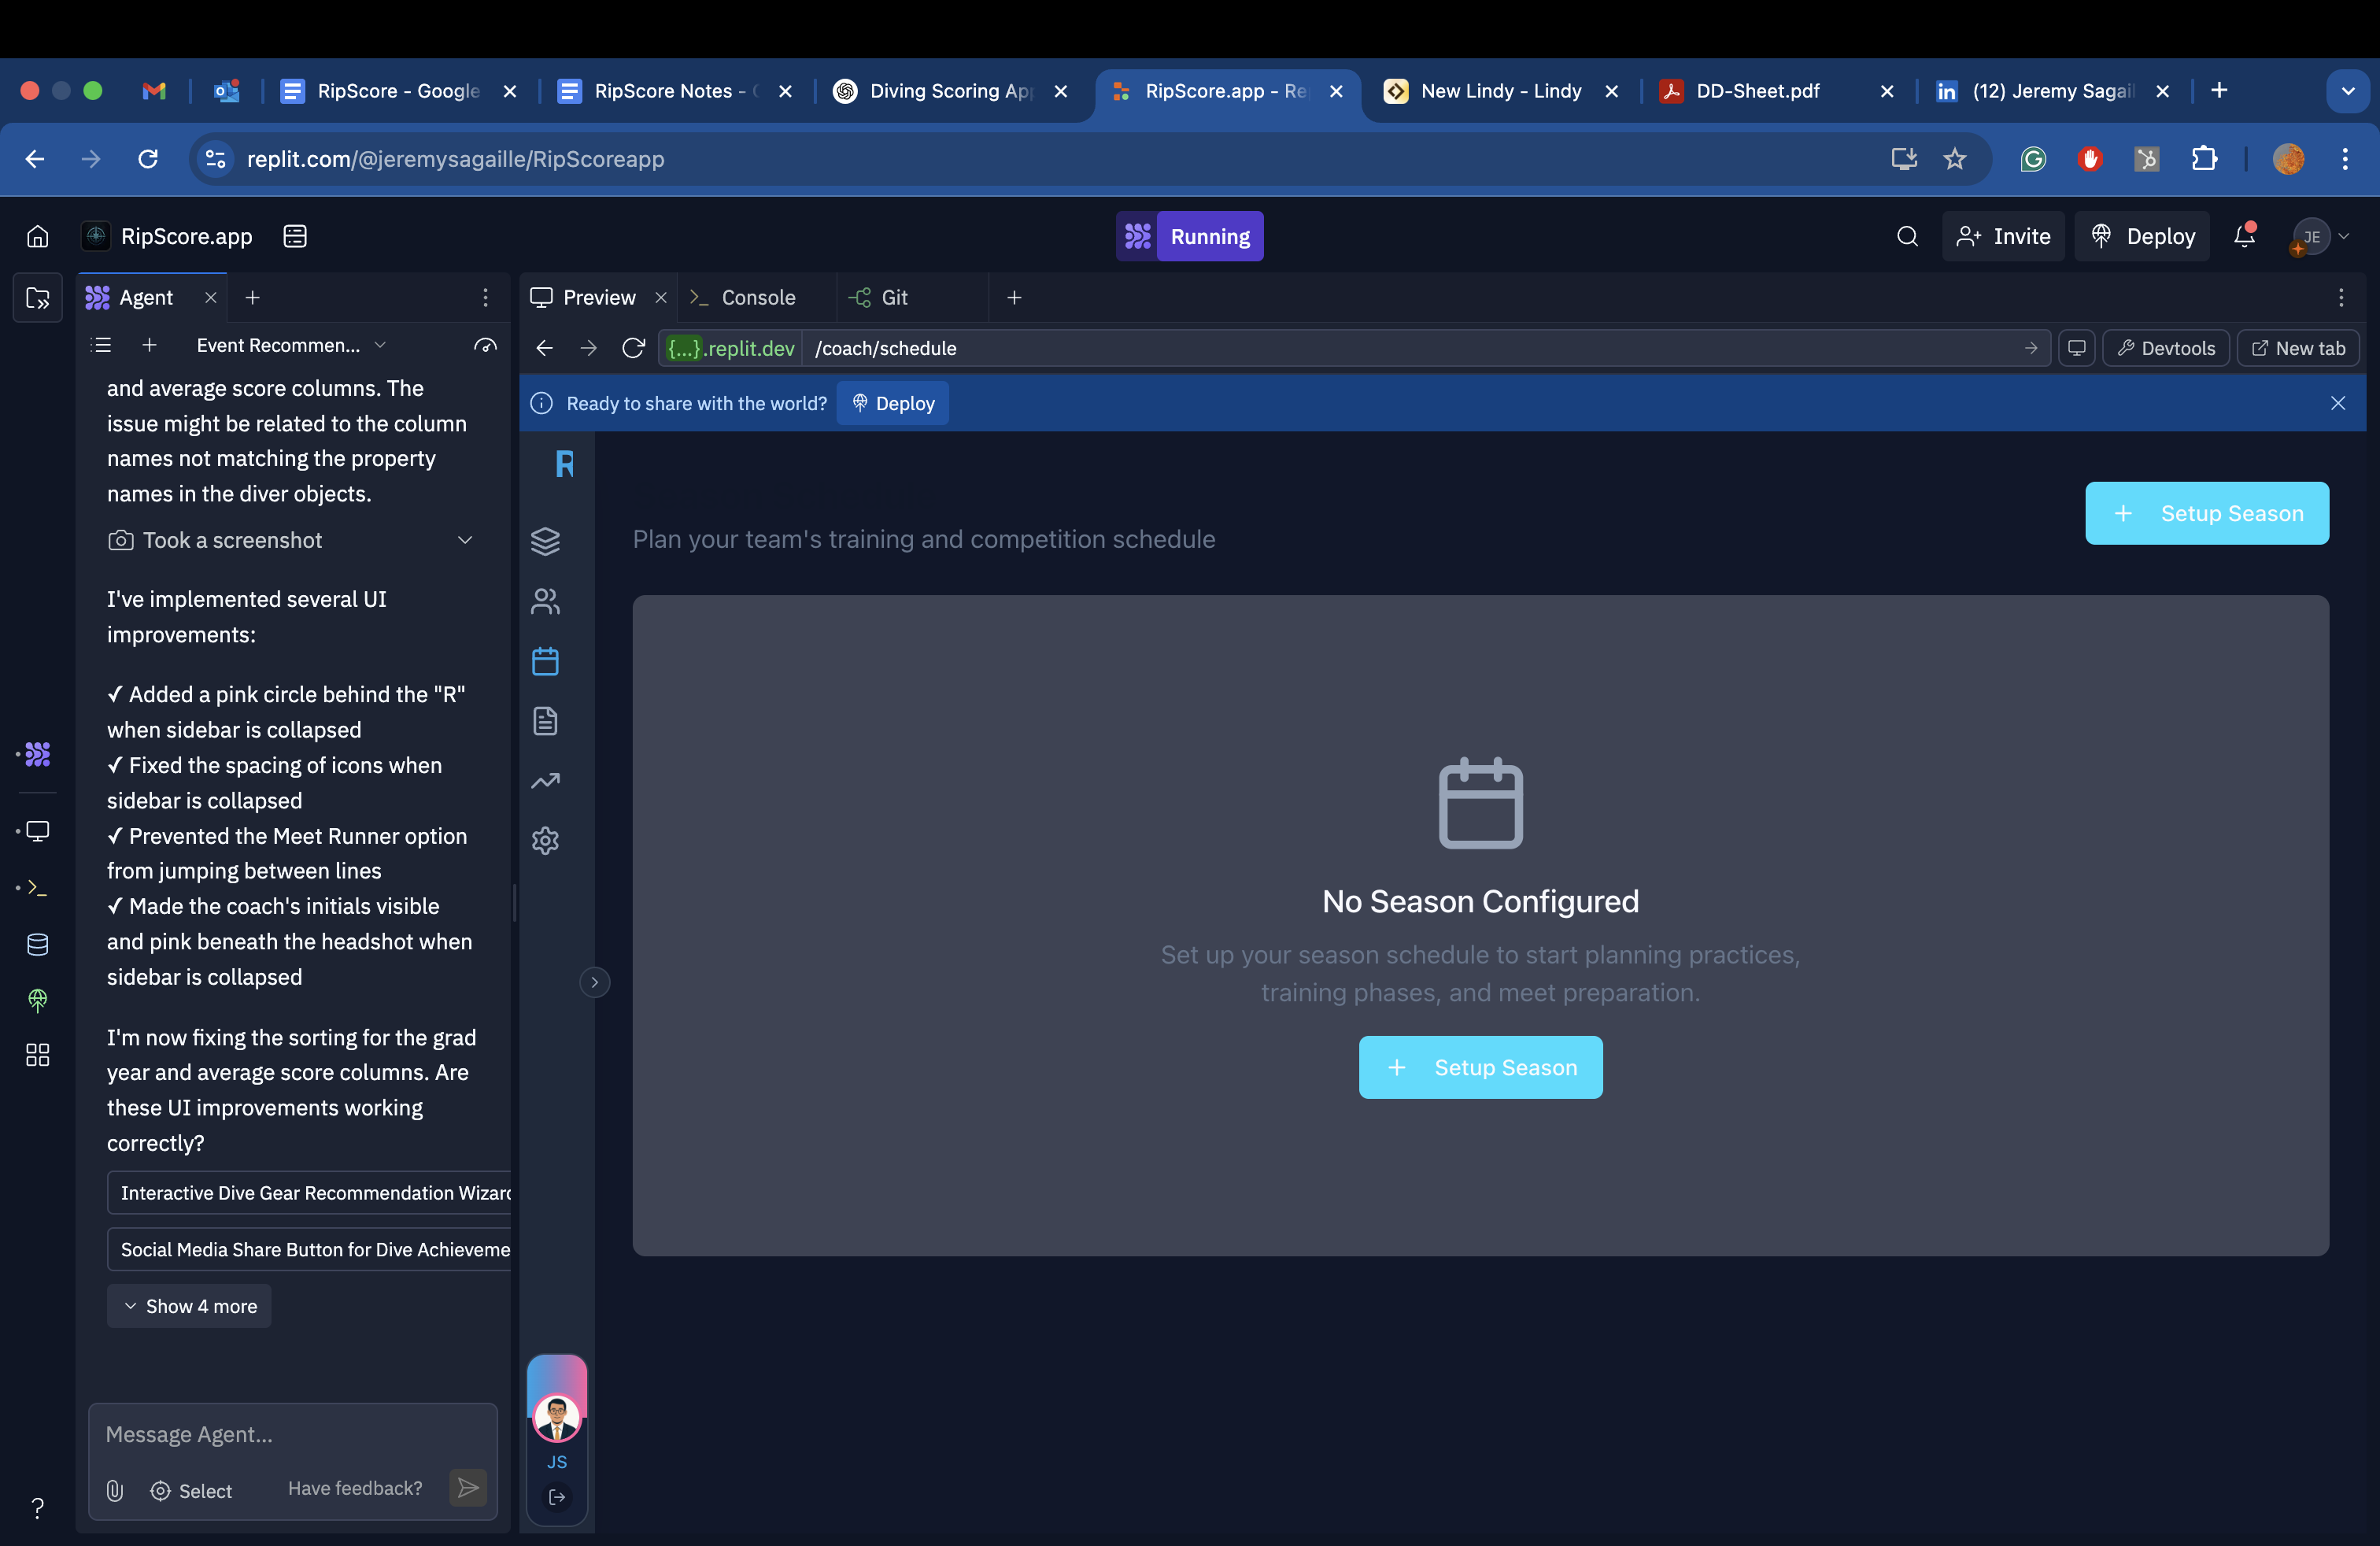 RipScore - Google
RipScore Notes -
Diving Scoring App
RipScore.app - Re
New Lindy - Lindy
DD-Sheet.pdf
(12) Jeremy Sagail
replit.com/@jeremysagaille/RipScoreapp
RipScore.app
Running
Invite
Deploy
JE
Agent
Preview
Console
Git
Event Recommen...
{...}.replit.dev
/coach/schedule
Devtools
New tab
Ready to share with the world?
Deploy
and average score columns. The
issue might be related to the column
names not matching the property
names in the diver objects.
Took a screenshot
I've implemented several UI
improvements:
✓ Added a pink circle behind the "R"
when sidebar is collapsed
✓ Fixed the spacing of icons when
sidebar is collapsed
✓ Prevented the Meet Runner option
from jumping between lines
✓ Made the coach's initials visible
and pink beneath the headshot when
sidebar is collapsed
I'm now fixing the sorting for the grad
year and average score columns. Are
these UI improvements working
correctly?
Interactive Dive Gear Recommendation Wizard
Social Media Share Button for Dive Achieveme
Show 4 more
Message Agent...
Select
Have feedback?
?
R
JS
Plan your team's training and competition schedule
+ Setup Season
No Season Configured
Set up your season schedule to start planning practices,
training phases, and meet preparation.
+ Setup Season